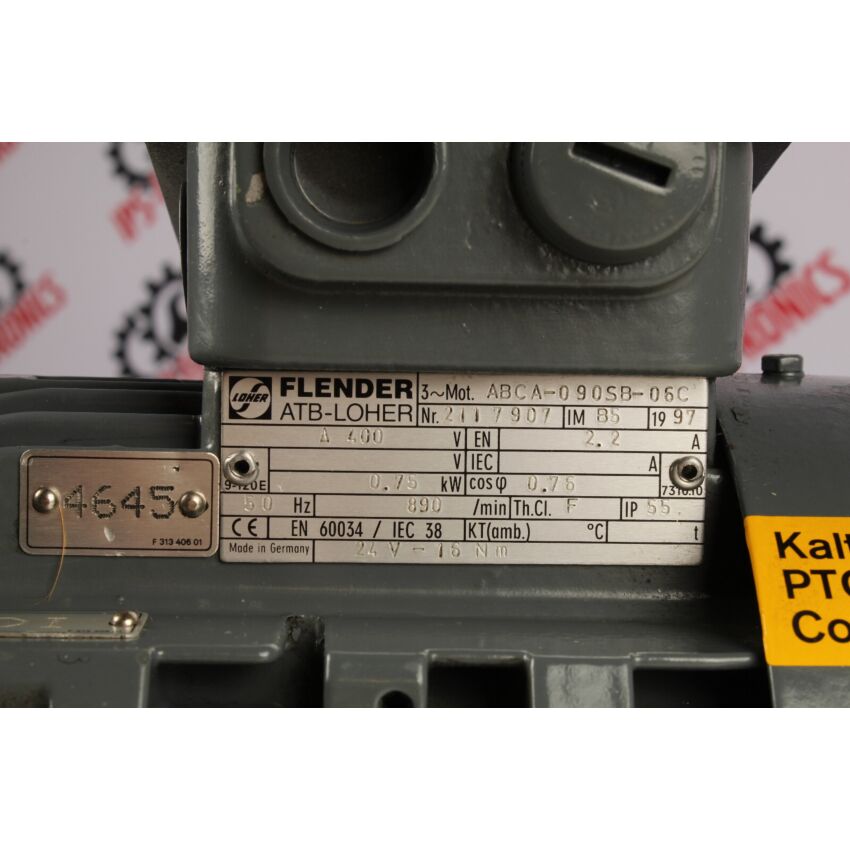 LOHER FLENDER ATB-LOHER
3~Mot. ABCA-090SB-06C
Nr. 2117907 IM B5 1997
A 400 V EN 2.2 A
V IEC A
9-120E 0.75 kW cosφ 0.76 7310.10
50 Hz 890 /min Th.Cl. F IP 55.
CE EN 60034 / IEC 38 KT(amb.) °C t
Made in Germany 24 V - 16 Nm
4645
F 313 406 01
Kalt
PTC
Co